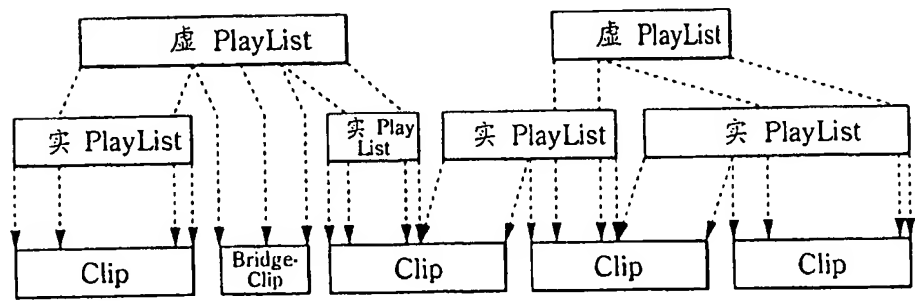 虚 PlayList
虚 PlayList
实 PlayList
实 Play
List
实 PlayList
实 PlayList
Clip
Bridge-
Clip
Clip
Clip
Clip